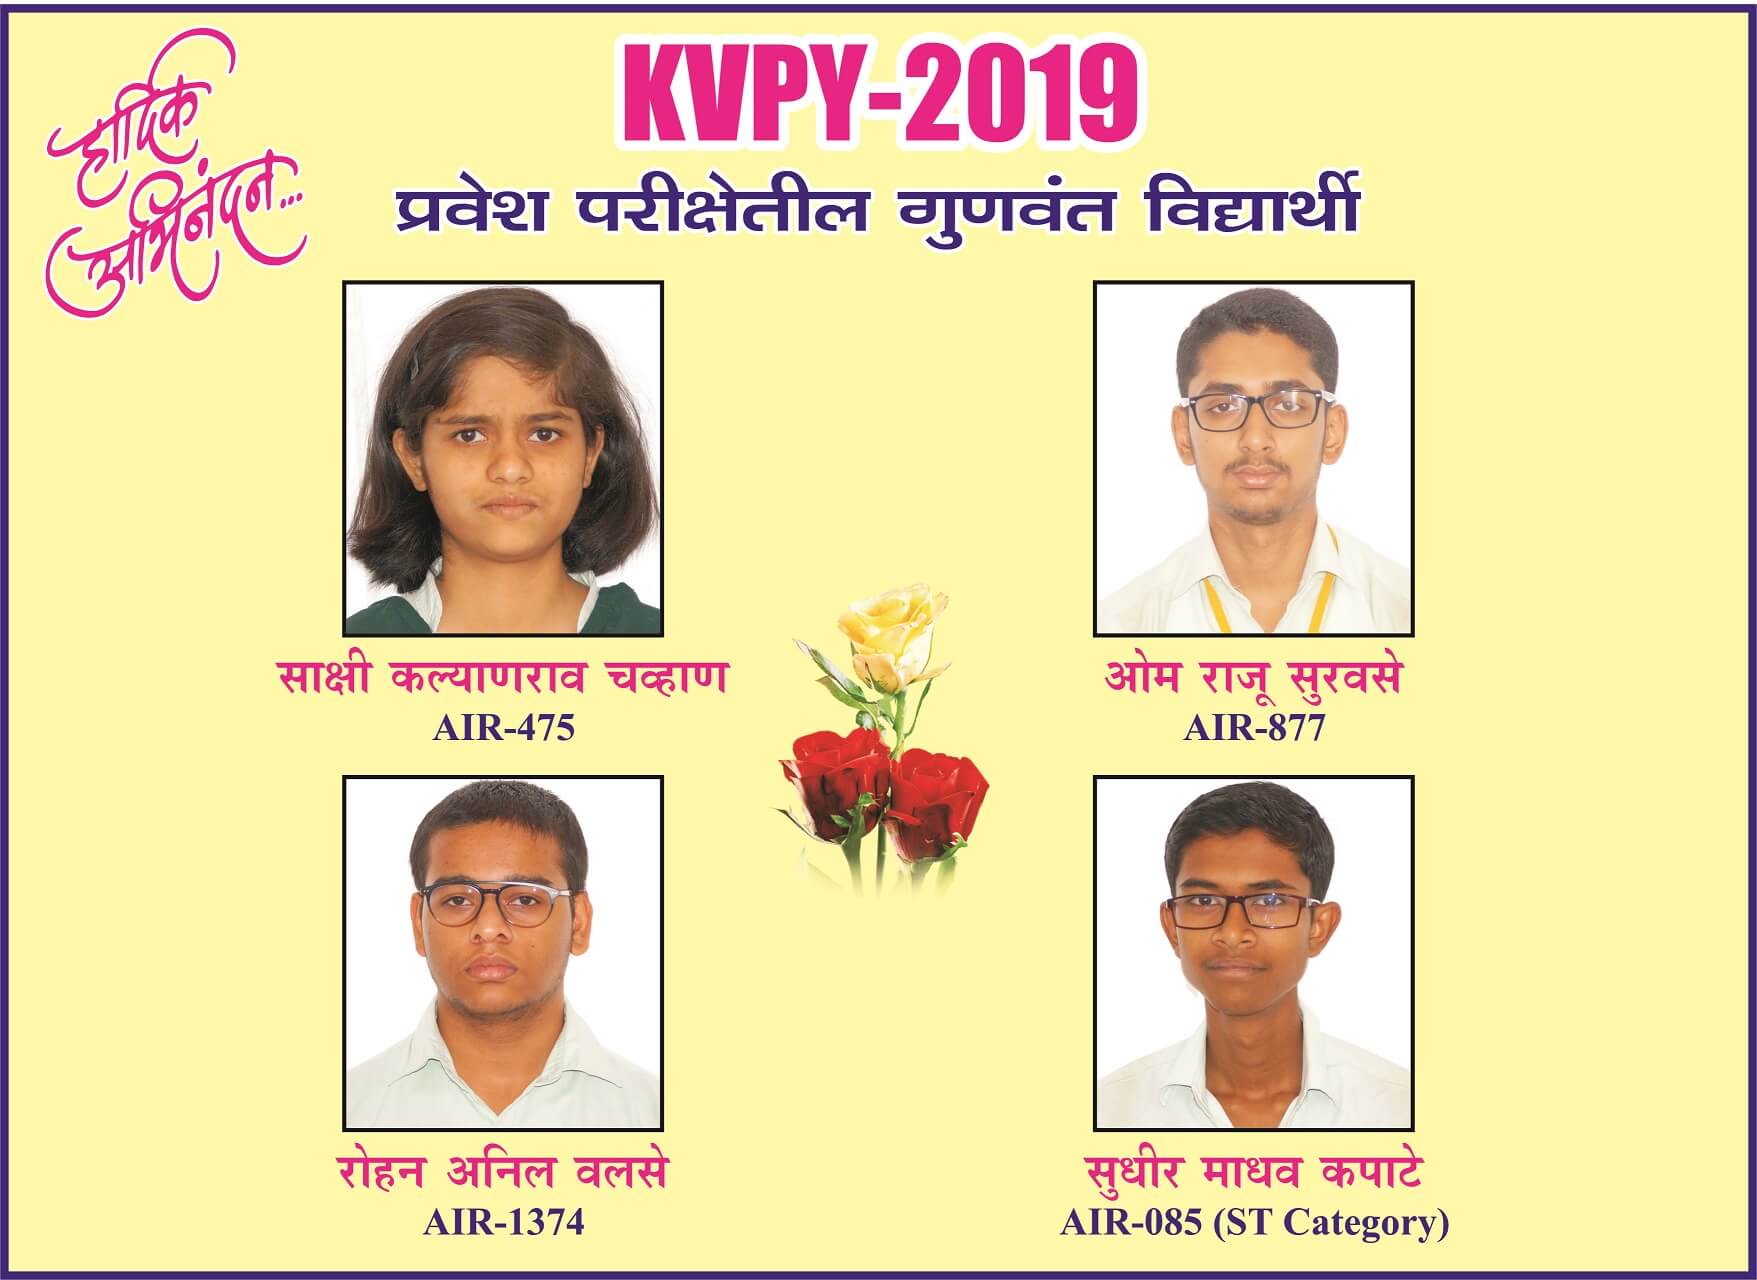 हार्दिक
अभिनंदन...
KVPY-2019
प्रवेश परीक्षेतील गुणवंत विद्यार्थी
साक्षी कल्याणराव चव्हाण
AIR-475
ओम राजू सुरवसे
AIR-877
रोहन अनिल वलसे
AIR-1374
सुधीर माधव कपाटे
AIR-085 (ST Category)